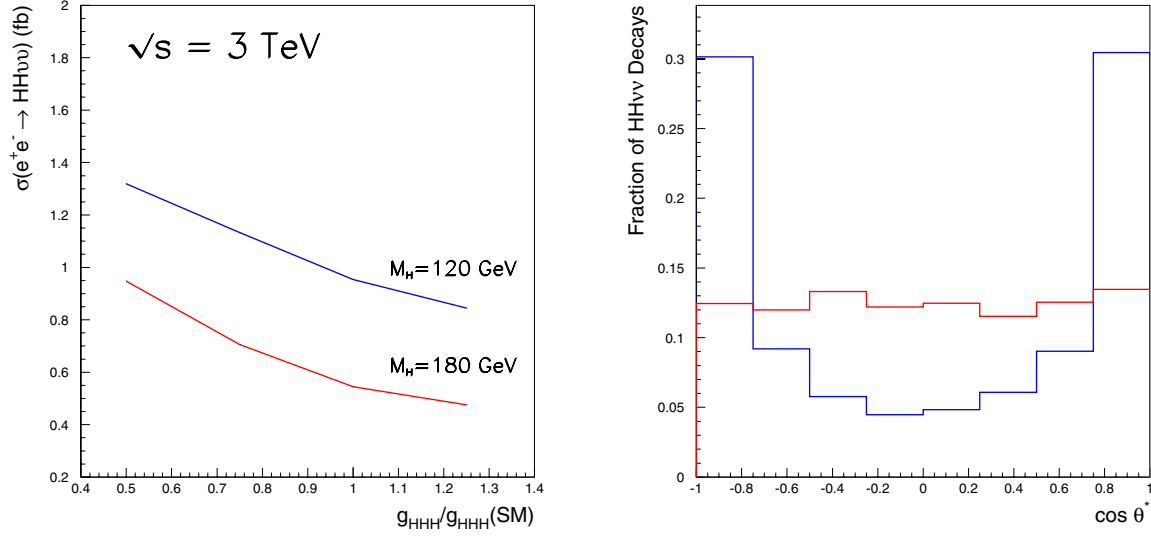 σ(e⁺e⁻ → HHυυ) (fb)
2
1.8
1.6
1.4
1.2
1
0.8
0.6
0.4
0.2
√s = 3 TeV
M_H=120 GeV
M_H=180 GeV
0.4 0.5 0.6 0.7 0.8 0.9 1 1.1 1.2 1.3 1.4
g_HHH/g_HHH(SM)
Fraction of HHνν Decays
0.3
0.25
0.2
0.15
0.1
0.05
0
-1 -0.8 -0.6 -0.4 -0.2 0 0.2 0.4 0.6 0.8 1
cos θ*